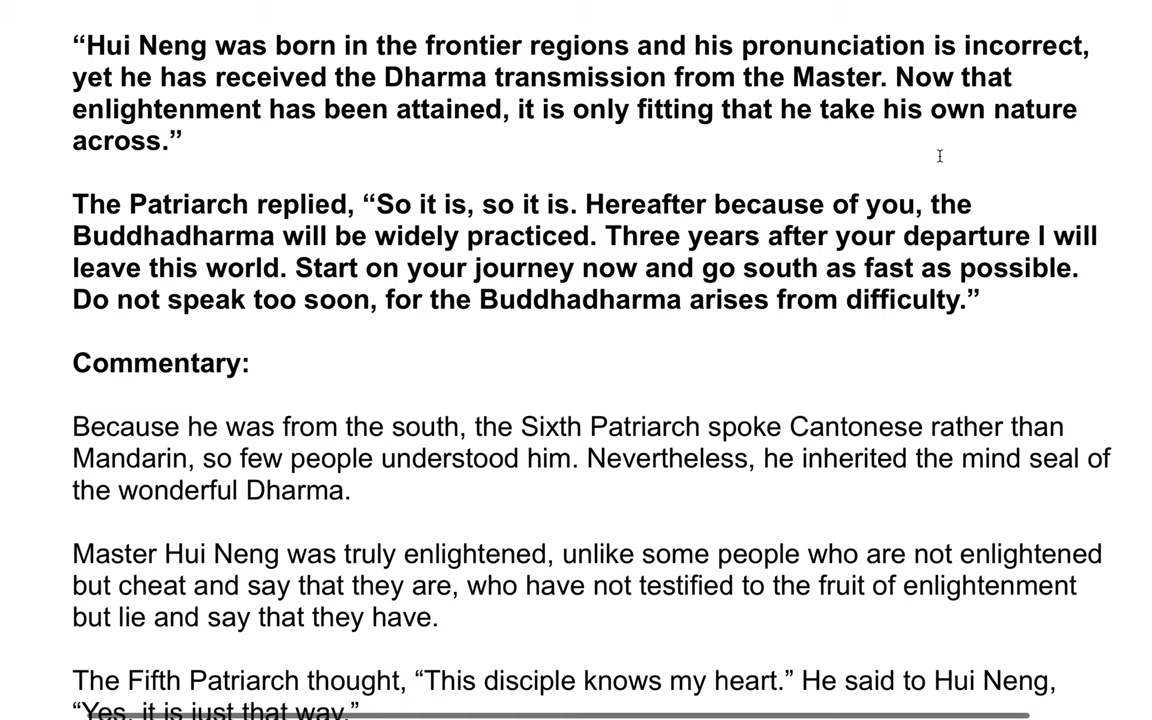 “Hui Neng was born in the frontier regions and his pronunciation is incorrect,
yet he has received the Dharma transmission from the Master. Now that
enlightenment has been attained, it is only fitting that he take his own nature
across.”
The Patriarch replied, “So it is, so it is. Hereafter because of you, the
Buddhadharma will be widely practiced. Three years after your departure I will
leave this world. Start on your journey now and go south as fast as possible.
Do not speak too soon, for the Buddhadharma arises from difficulty.”
Commentary:
Because he was from the south, the Sixth Patriarch spoke Cantonese rather than
Mandarin, so few people understood him. Nevertheless, he inherited the mind seal of
the wonderful Dharma.
Master Hui Neng was truly enlightened, unlike some people who are not enlightened
but cheat and say that they are, who have not testified to the fruit of enlightenment
but lie and say that they have.
The Fifth Patriarch thought, “This disciple knows my heart.” He said to Hui Neng,
“Yes, it is just that way.”